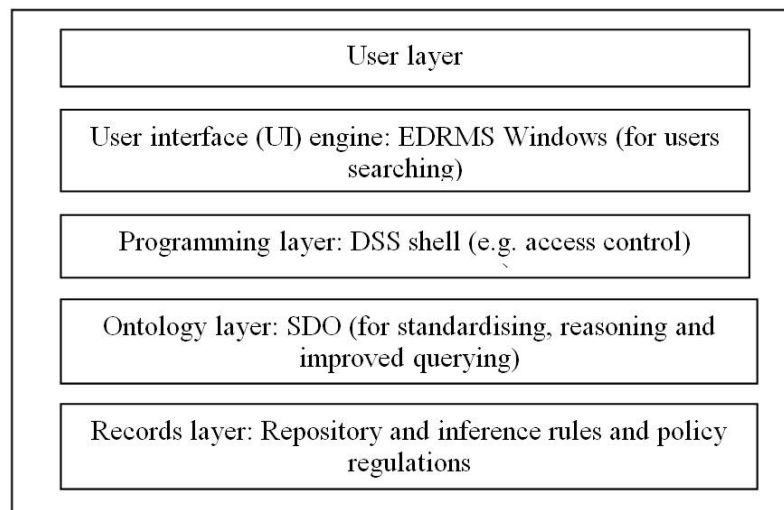 User layer
User interface (UI) engine: EDRMS Windows (for users
searching)
Programming layer: DSS shell (e.g. access control)
Ontology layer: SDO (for standardising, reasoning and
improved querying)
Records layer: Repository and inference rules and policy
regulations